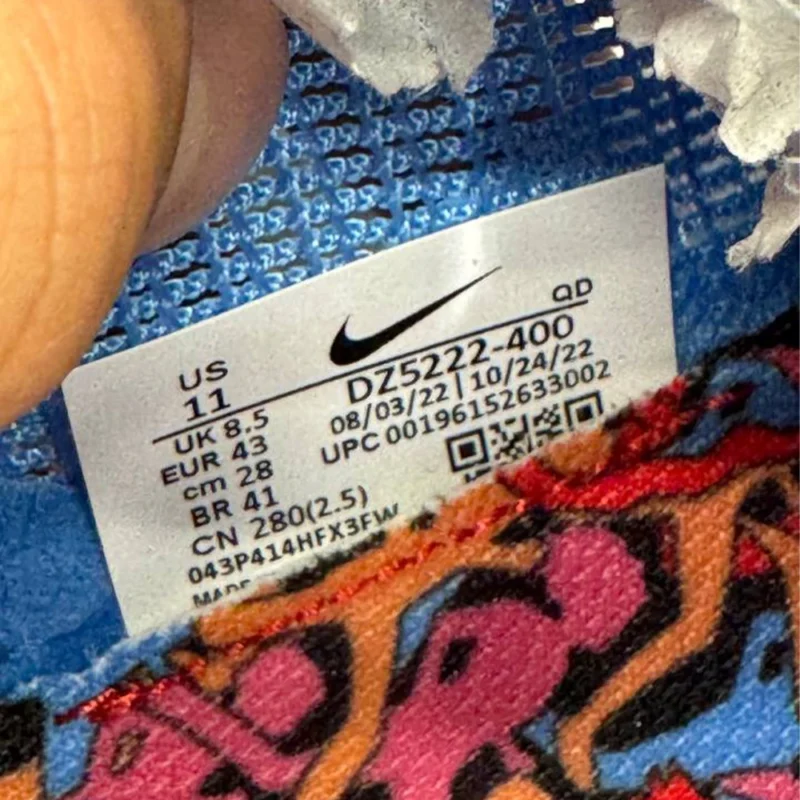 US
11
UK 8.5
EUR 43
cm 28
BR 41
CN 280(2.5)
043P414HFX3FW
MADE
QD
DZ5222-400
08/03/22 | 10/24/22
UPC 00196152633002